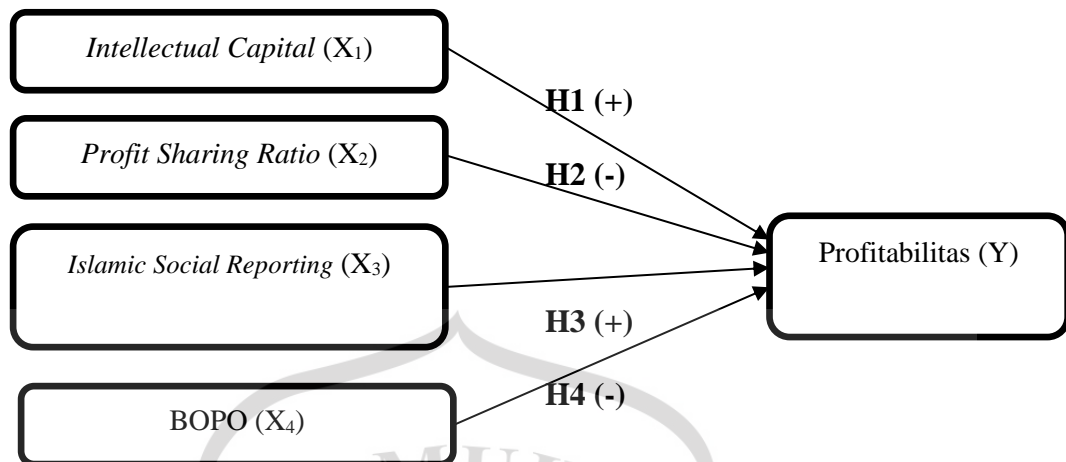 Intellectual Capital (X₁)
H1 (+)
Profit Sharing Ratio (X₂)
H2 (-)
Islamic Social Reporting (X₃)
Profitabilitas (Y)
H3 (+)
H4 (-)
BOPO (X₄)